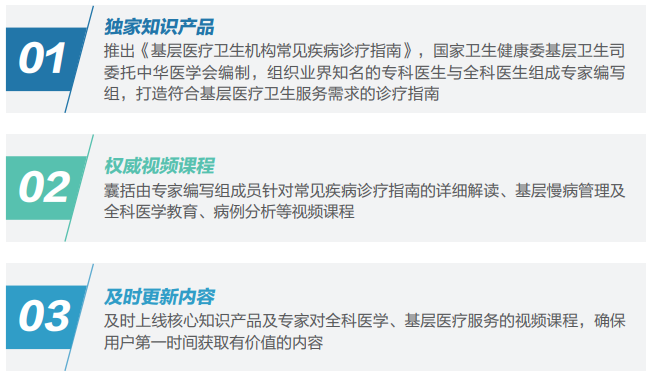 01
独家知识产品
推出《基层医疗卫生机构常见疾病诊疗指南》，国家卫生健康委基层卫生司
委托中华医学会编制，组织业界知名的专科医生与全科医生组成专家编写
组，打造符合基层医疗卫生服务需求的诊疗指南
02
权威视频课程
囊括由专家编写组成员针对常见疾病诊疗指南的详细解读、基层慢病管理及
全科医学教育、病例分析等视频课程
03
及时更新内容
及时上线核心知识产品及专家对全科医学、基层医疗服务的视频课程，确保
用户第一时间获取有价值的内容